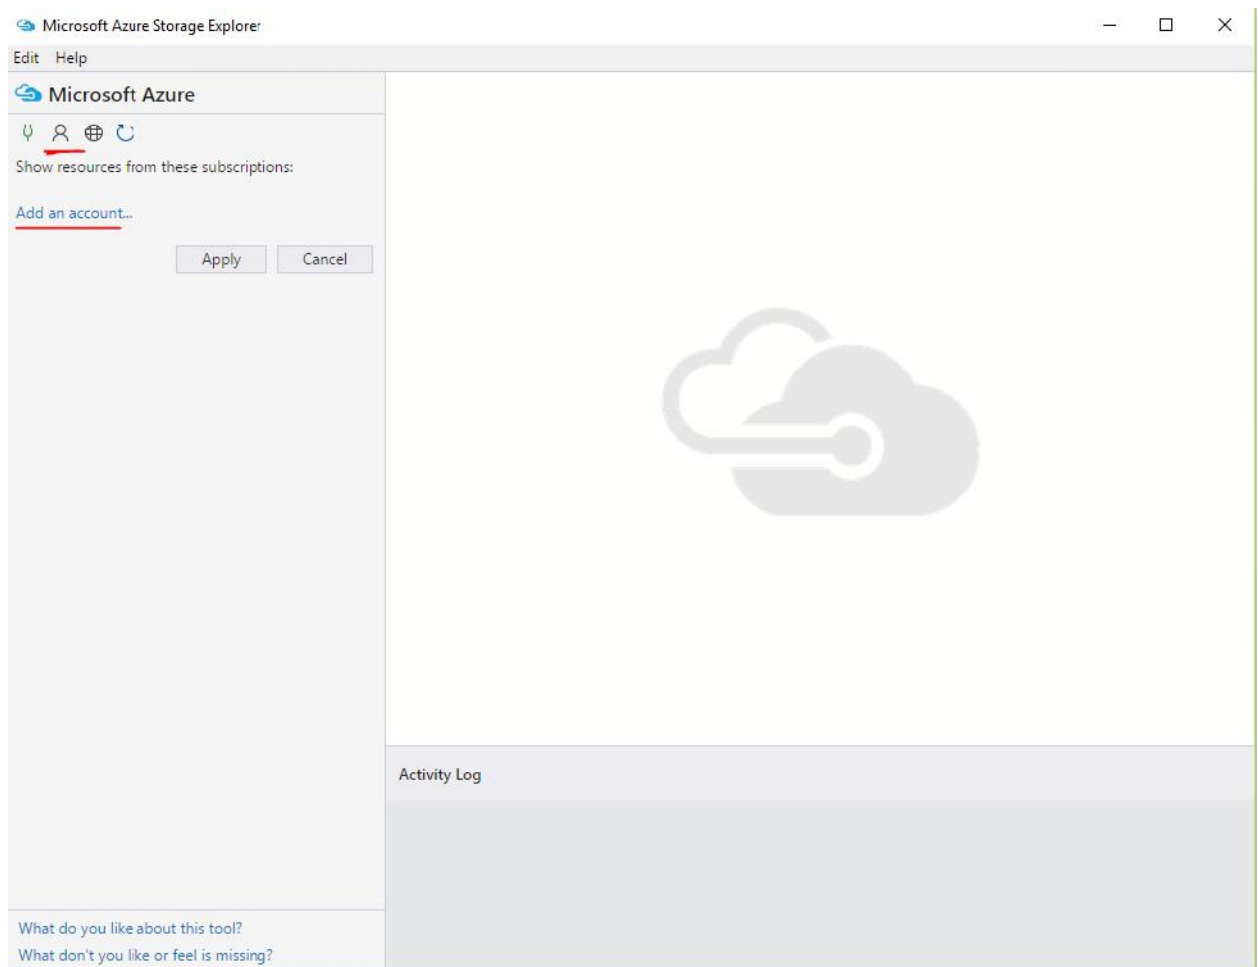 Microsoft Azure Storage Explorer
Edit Help
Microsoft Azure
Show resources from these subscriptions:
Add an account...
Apply Cancel
Activity Log
What do you like about this tool?
What don't you like or feel is missing?